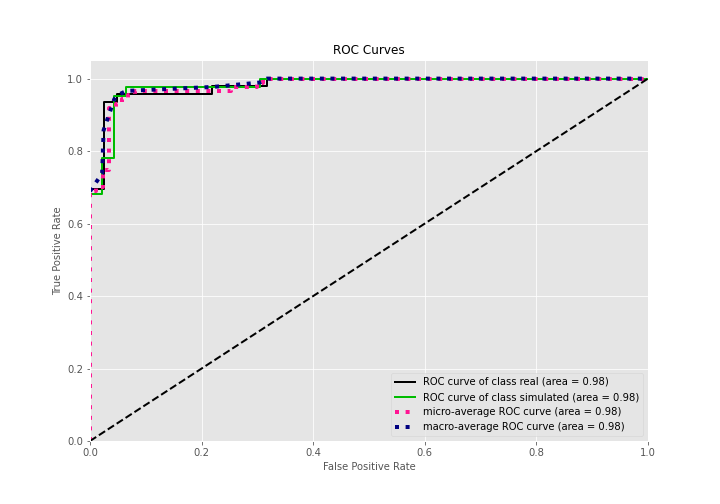 ROC Curves
True Positive Rate
1.0
0.8
0.6
0.4
0.2
0.0
0.0 0.2 0.4 0.6 0.8 1.0
False Positive Rate
ROC curve of class real (area = 0.98)
ROC curve of class simulated (area = 0.98)
micro-average ROC curve (area = 0.98)
macro-average ROC curve (area = 0.98)